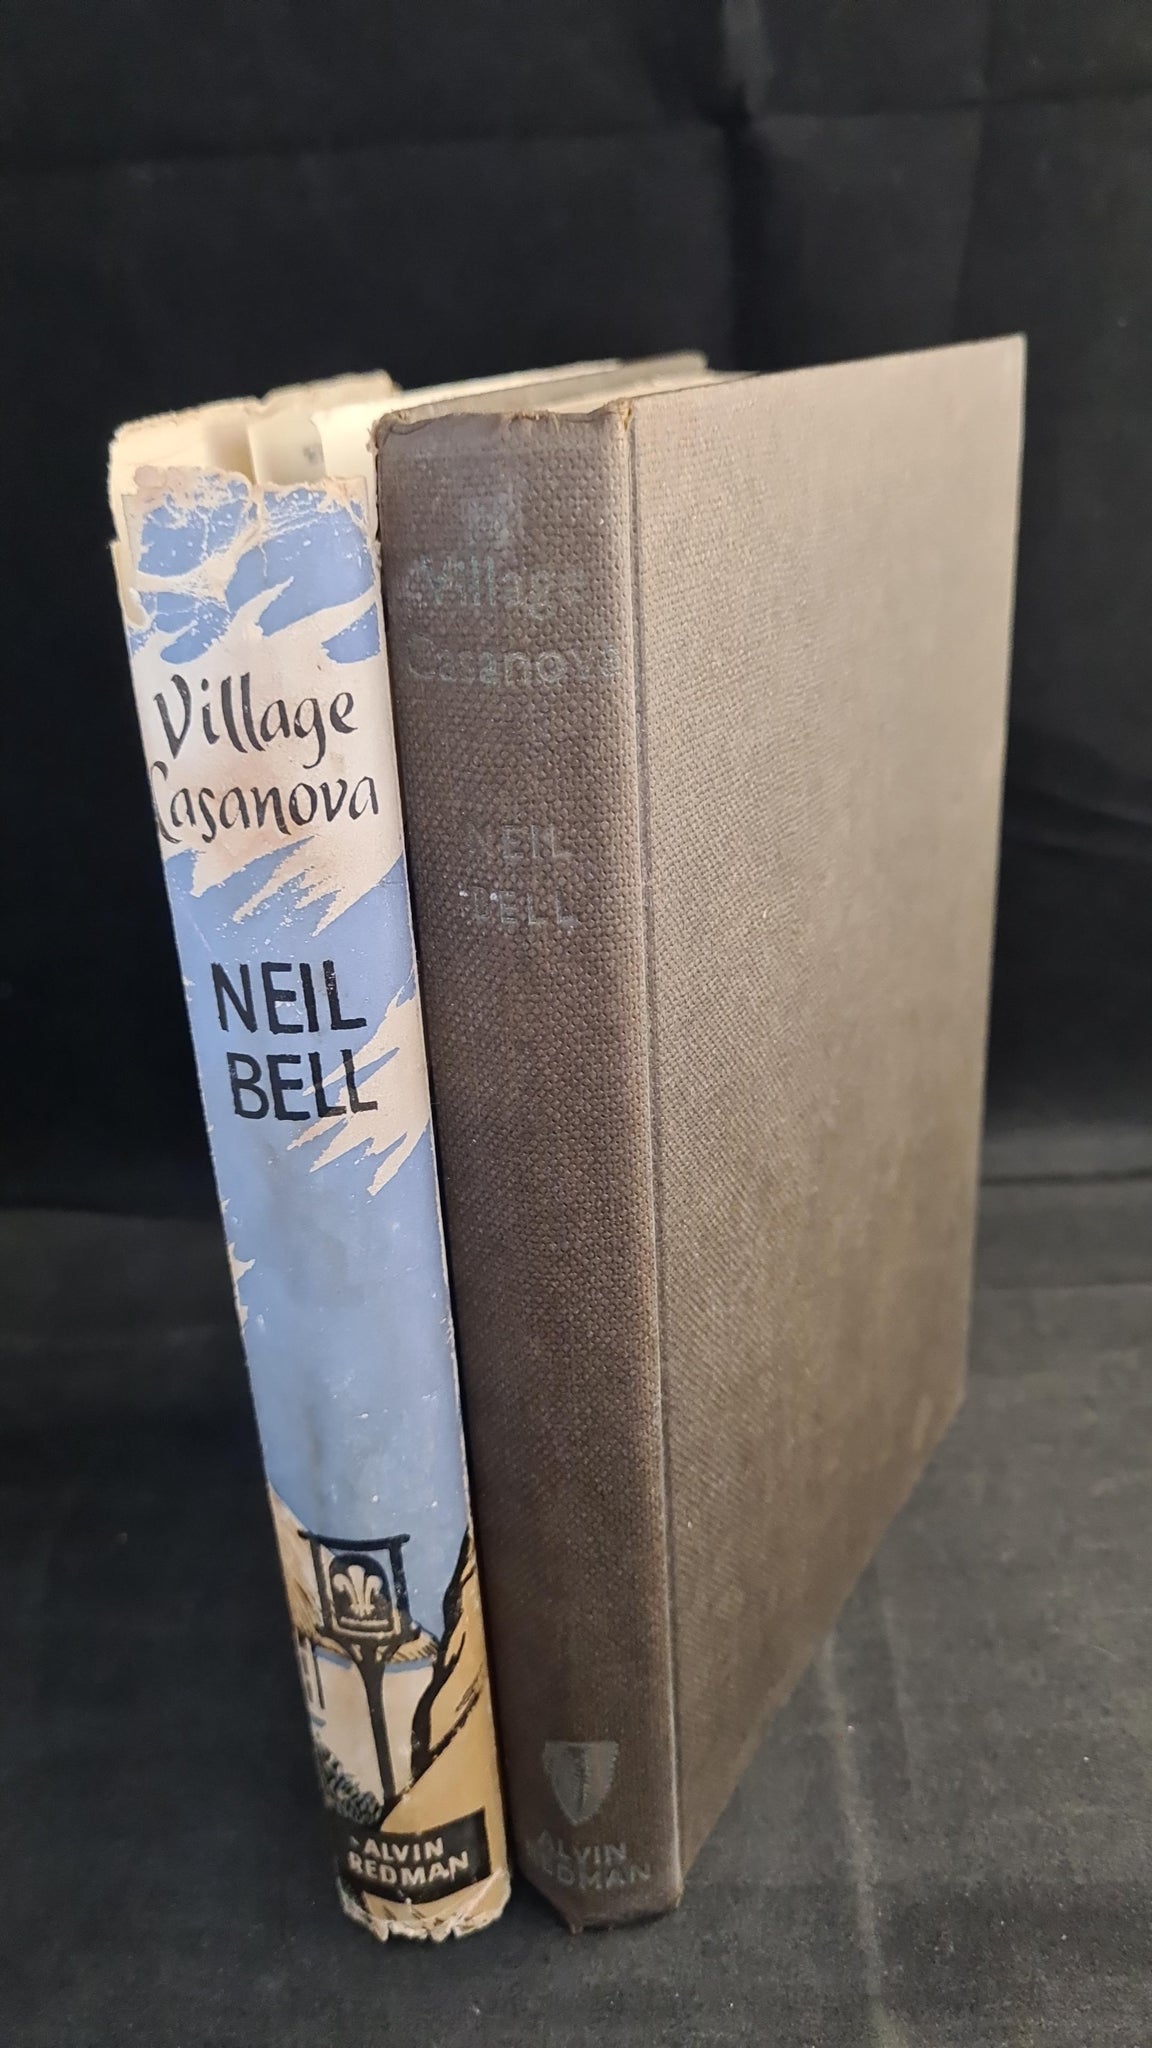 Village
Casanova
NEIL
BELL
ALVIN
REDMAN
Village
Casanova
NEIL
BELL
ALVIN
REDMAN